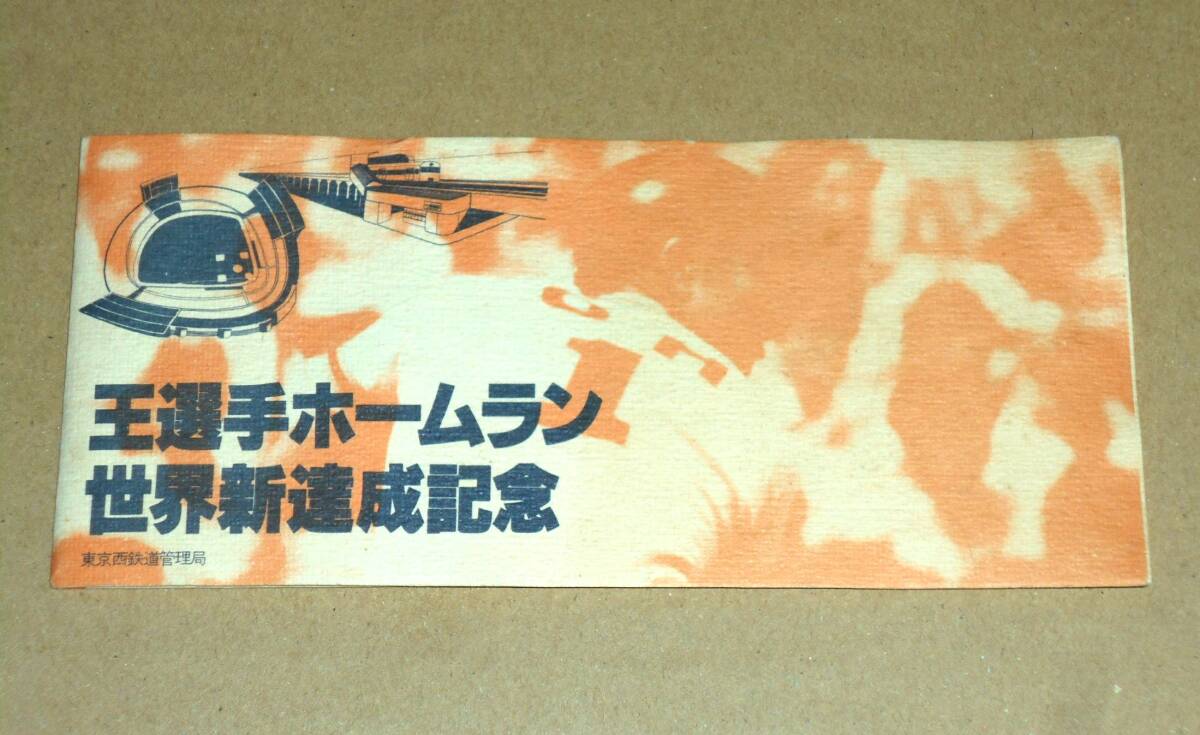 王選手ホームラン
世界新達成記念
東京西鉄道管理局